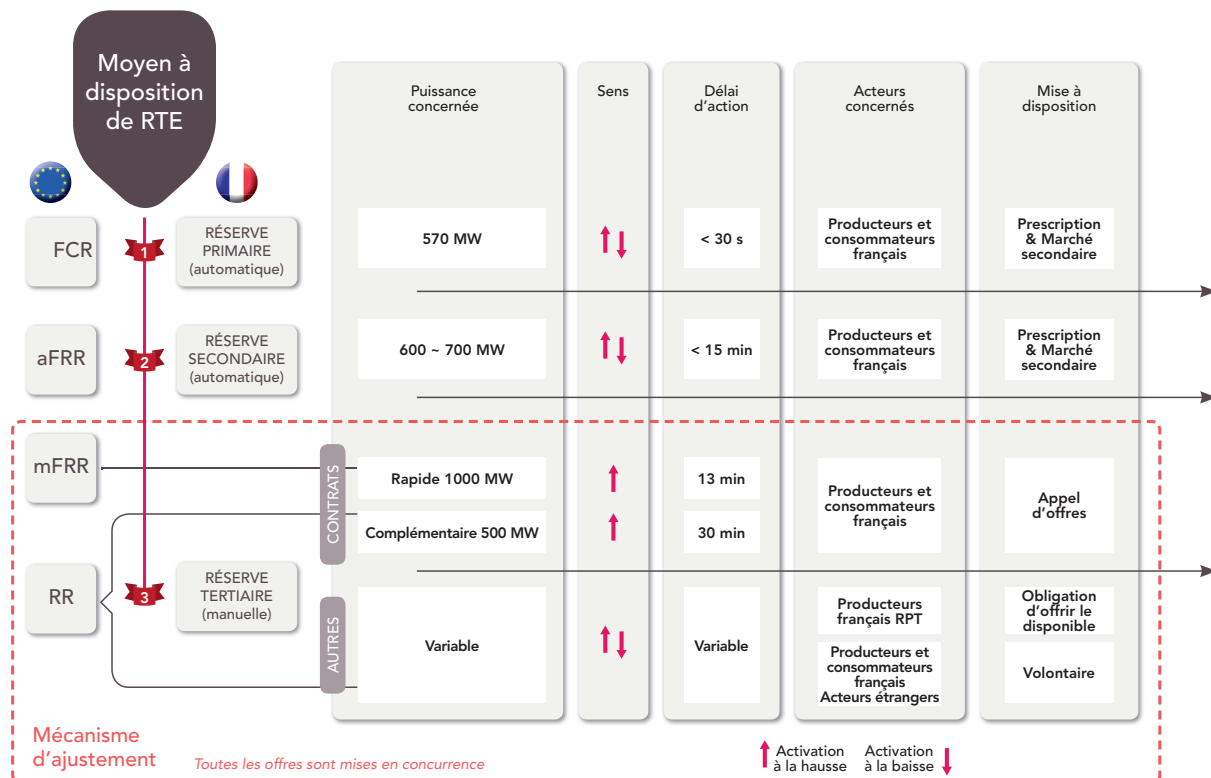 Moyen à
disposition
de RTE
Puissance
concernée
Sens
Délai
d'action
Acteurs
concernés
Mise à
disposition
FCR
1
RÉSERVE
PRIMAIRE
(automatique)
570 MW
< 30 s
Producteurs et
consommateurs
français
Prescription
& Marché
secondaire
aFRR
2
RÉSERVE
SECONDAIRE
(automatique)
600 ~ 700 MW
< 15 min
Producteurs et
consommateurs
français
Prescription
& Marché
secondaire
mFRR
CONTRATS
Rapide 1000 MW
13 min
Complémentaire 500 MW
30 min
Producteurs et
consommateurs
français
Appel
d'offres
RR
3
RÉSERVE
TERTIAIRE
(manuelle)
AUTRES
Variable
Variable
Producteurs
français RPT
Obligation
d'offrir le
disponible
Producteurs et
consommateurs
français
Acteurs étrangers
Volontaire
Mécanisme
d'ajustement
Toutes les offres sont mises en concurrence
Activation
à la hausse
Activation
à la baisse